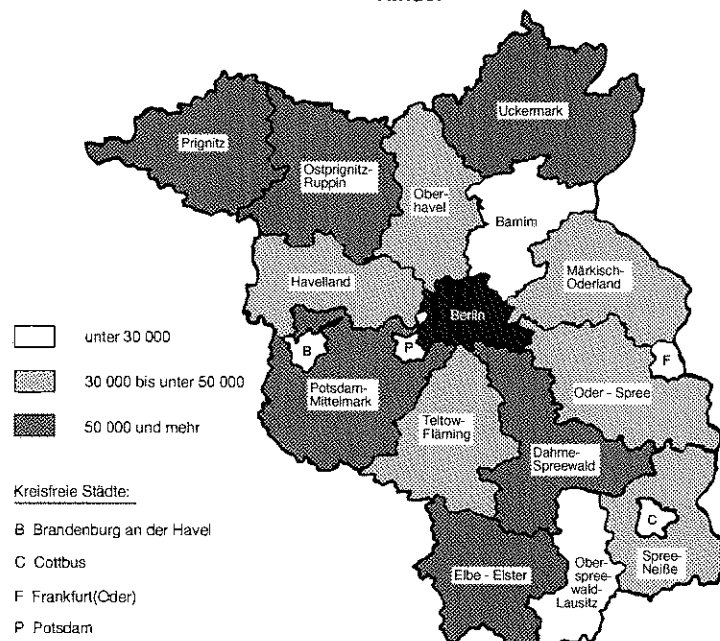 Uckermark
Prignitz
Ostprignitz-
Ruppin
Ober-
havel
Barnim
Havelland
Märkisch-
Oderland
Berlin
B
P
F
unter 30 000
30 000 bis unter 50 000
50 000 und mehr
Potsdam-
Mittelmark
Oder - Spree
Teltow-
Fläming
Dahme-
Spreewald
Kreisfreie Städte:
B Brandenburg an der Havel
C Cottbus
F Frankfurt(Oder)
P Potsdam
C
Spree-
Neiße
Elbe - Elster
Ober-
spree-
wald-
Lausitz